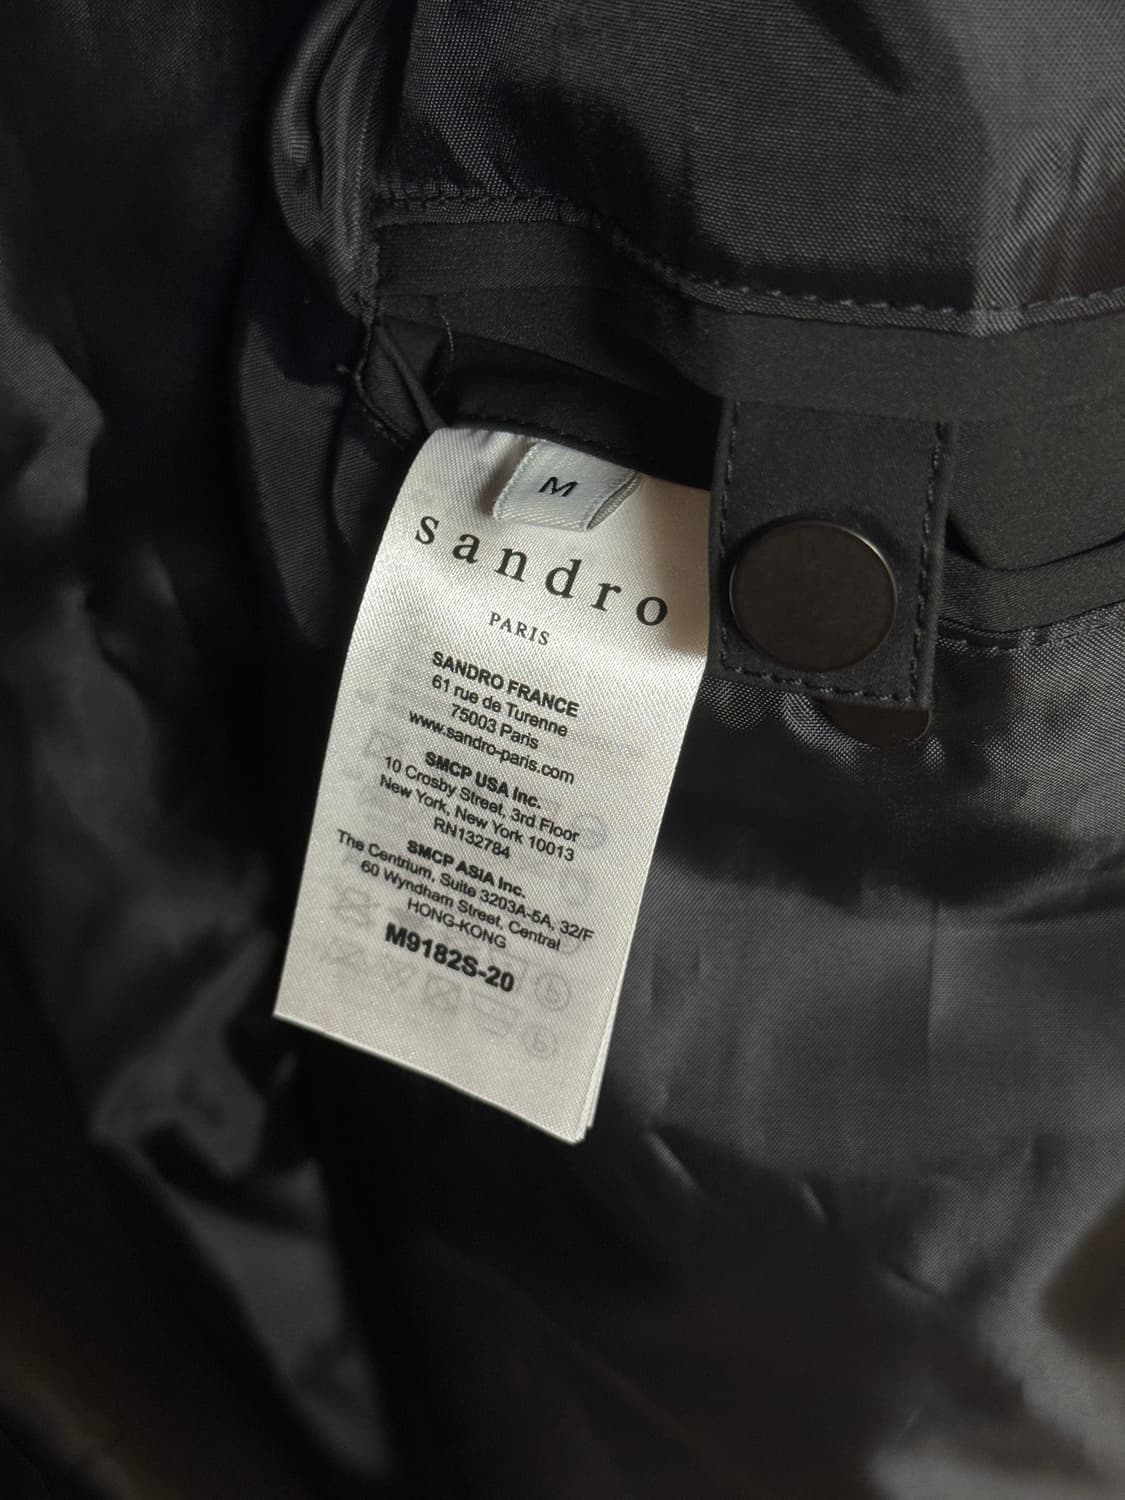 M
sandro
PARIS
SANDRO FRANCE
61 rue de Turenne
75003 Paris
www.sandro-paris.com
SMCP USA Inc.
10 Crosby Street, 3rd Floor
New York, New York 10013
RN132784
SMCP ASIA Inc.
The Centrium, Suite 3203A-5A, 32/F
60 Wyndham Street, Central
HONG-KONG
M9182S-20